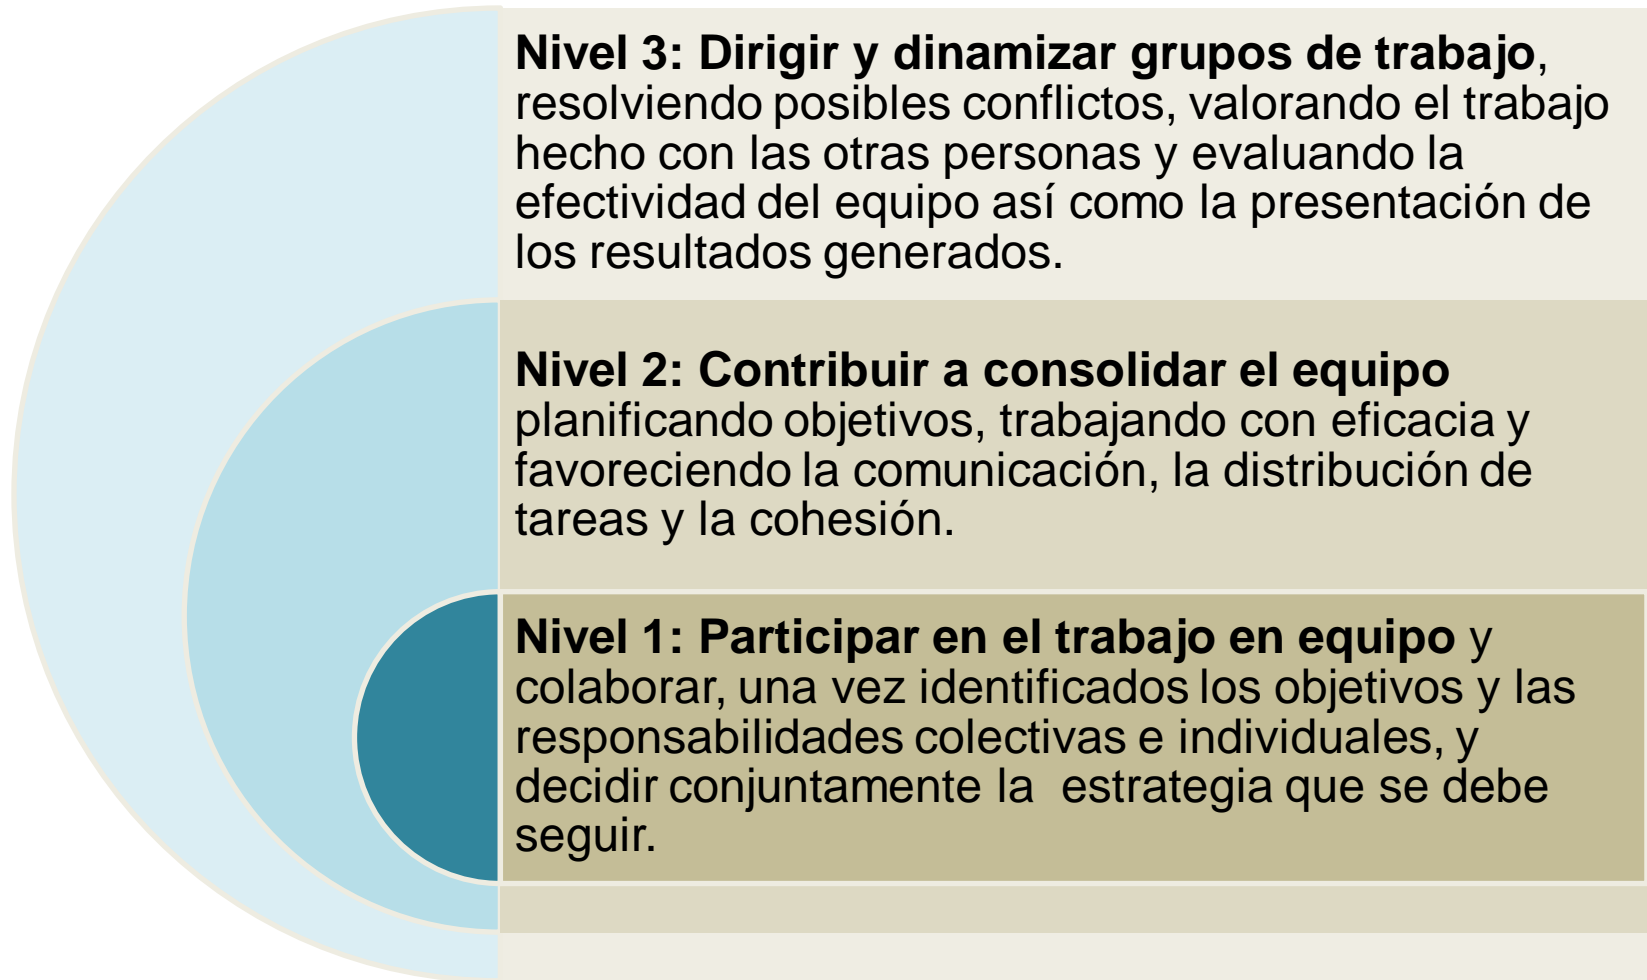 Nivel 3: Dirigir y dinamizar grupos de trabajo,
resolviendo posibles conflictos, valorando el trabajo
hecho con las otras personas y evaluando la
efectividad del equipo así como la presentación de
los resultados generados.
Nivel 2: Contribuir a consolidar el equipo
planificando objetivos, trabajando con eficacia y
favoreciendo la comunicación, la distribución de
tareas y la cohesión.
Nivel 1: Participar en el trabajo en equipo y
colaborar, una vez identificados los objetivos y las
responsabilidades colectivas e individuales, y
decidir conjuntamente la  estrategia que se debe
seguir.